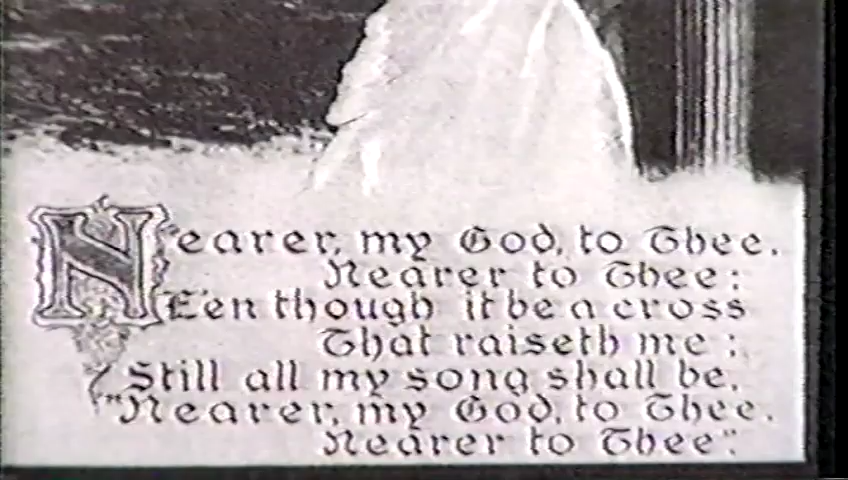 Nearer, my God, to Thee,
Nearer to Thee:
E'en though it be a cross
That raiseth me;
Still all my song shall be,
"Nearer, my God, to Thee,
Nearer to Thee".